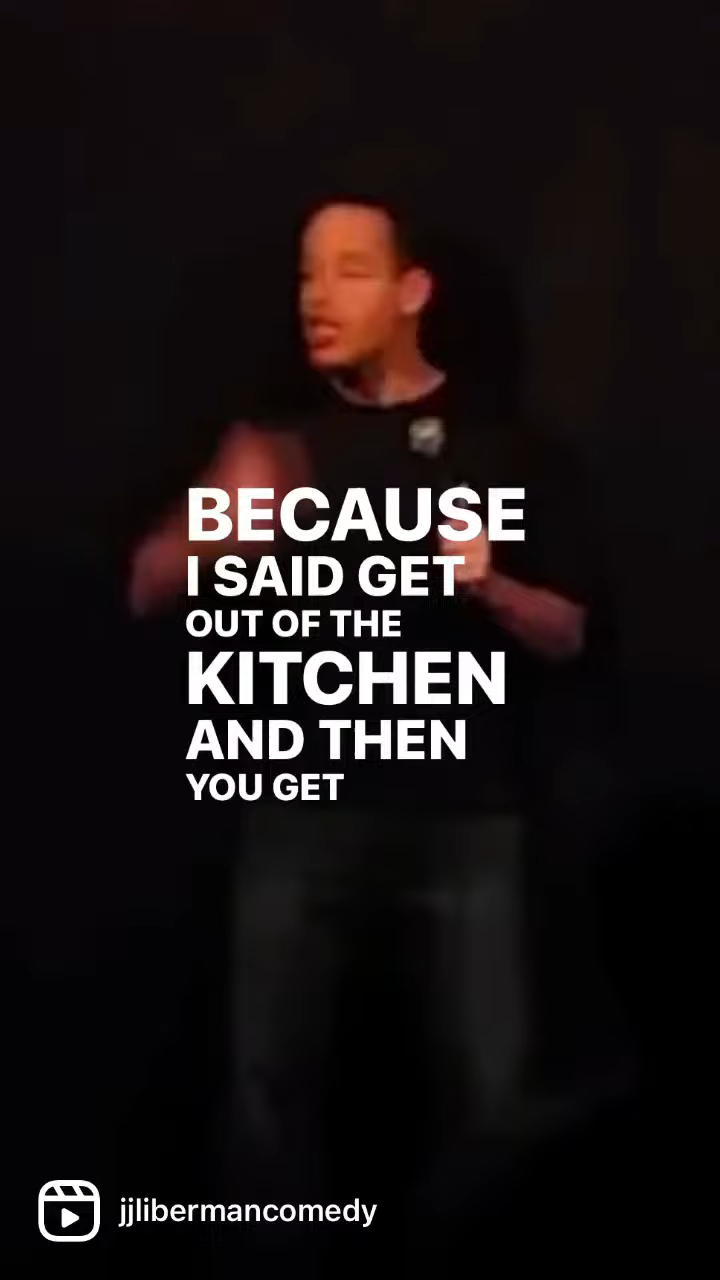 BECAUSE
I SAID GET
OUT OF THE
KITCHEN
AND THEN
YOU GET
jjlibermancomedy